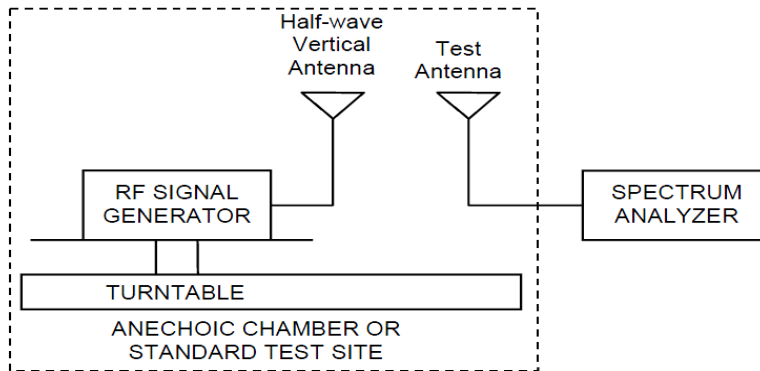 Half-wave
Vertical
Antenna
Test
Antenna
RF SIGNAL
GENERATOR
SPECTRUM
ANALYZER
TURNTABLE
ANECHOIC CHAMBER OR
STANDARD TEST SITE